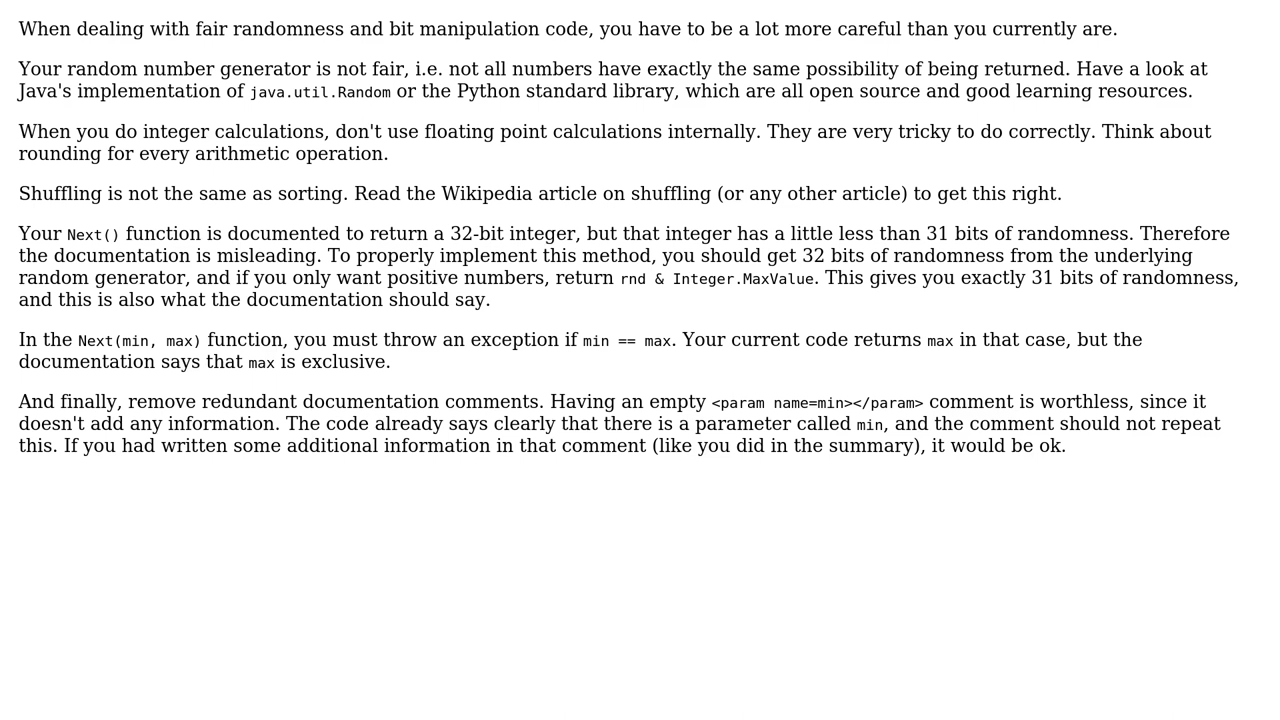 When dealing with fair randomness and bit manipulation code, you have to be a lot more careful than you currently are.
Your random number generator is not fair, i.e. not all numbers have exactly the same possibility of being returned. Have a look at
Java's implementation of java.util.Random or the Python standard library, which are all open source and good learning resources.
When you do integer calculations, don't use floating point calculations internally. They are very tricky to do correctly. Think about
rounding for every arithmetic operation.
Shuffling is not the same as sorting. Read the Wikipedia article on shuffling (or any other article) to get this right.
Your Next() function is documented to return a 32-bit integer, but that integer has a little less than 31 bits of randomness. Therefore
the documentation is misleading. To properly implement this method, you should get 32 bits of randomness from the underlying
random generator, and if you only want positive numbers, return rnd & Integer.MaxValue. This gives you exactly 31 bits of randomness,
and this is also what the documentation should say.
In the Next(min, max) function, you must throw an exception if min == max. Your current code returns max in that case, but the
documentation says that max is exclusive.
And finally, remove redundant documentation comments. Having an empty <param name=min></param> comment is worthless, since it
doesn't add any information. The code already says clearly that there is a parameter called min, and the comment should not repeat
this. If you had written some additional information in that comment (like you did in the summary), it would be ok.